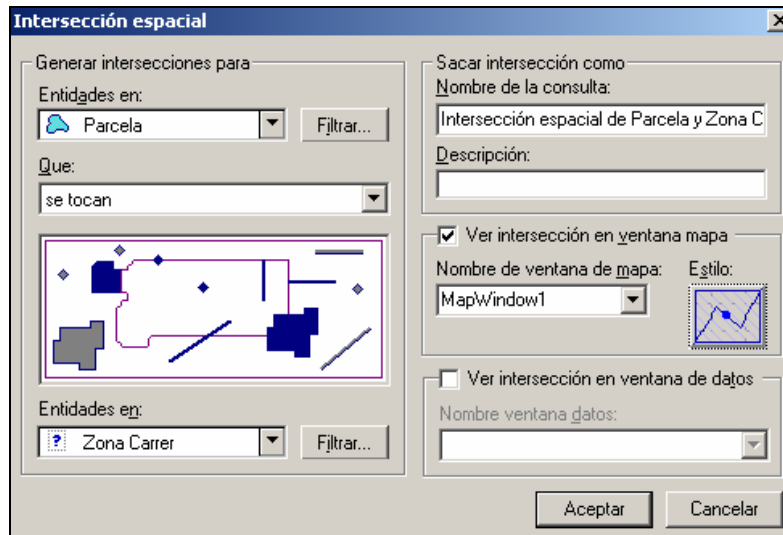 Intersección espacial
Generar intersecciones para
Entidades en:
Parcela
Filtrar...
Que:
se tocan
Entidades en:
Zona Carrer
Filtrar...
Sacar intersección como
Nombre de la consulta:
Intersección espacial de Parcela y Zona C
Descripción:
Ver intersección en ventana mapa
Nombre de ventana de mapa:
Estilo:
MapWindow1
Ver intersección en ventana de datos
Nombre ventana datos:
Aceptar
Cancelar